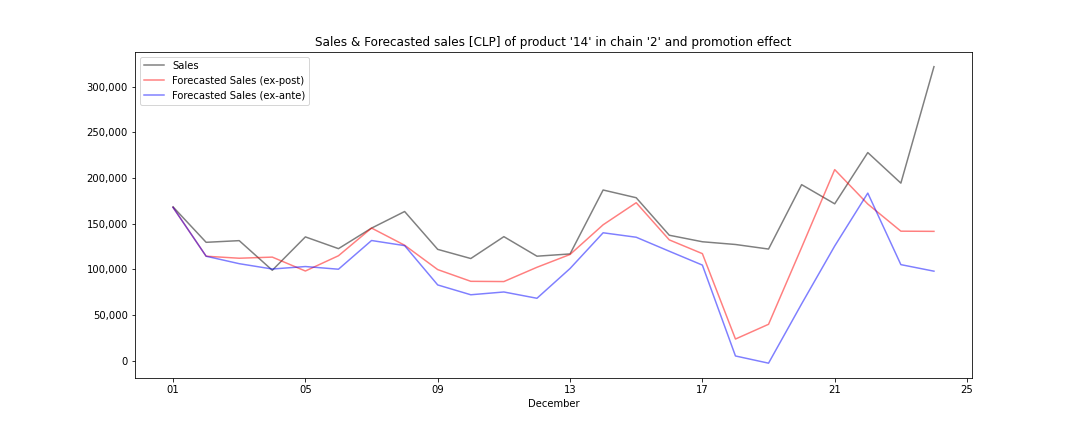 Sales & Forecasted sales [CLP] of product '14' in chain '2' and promotion effect
Sales
Forecasted Sales (ex-post)
Forecasted Sales (ex-ante)
300,000
250,000
200,000
150,000
100,000
50,000
0
01 05 09 13 17 21 25
December